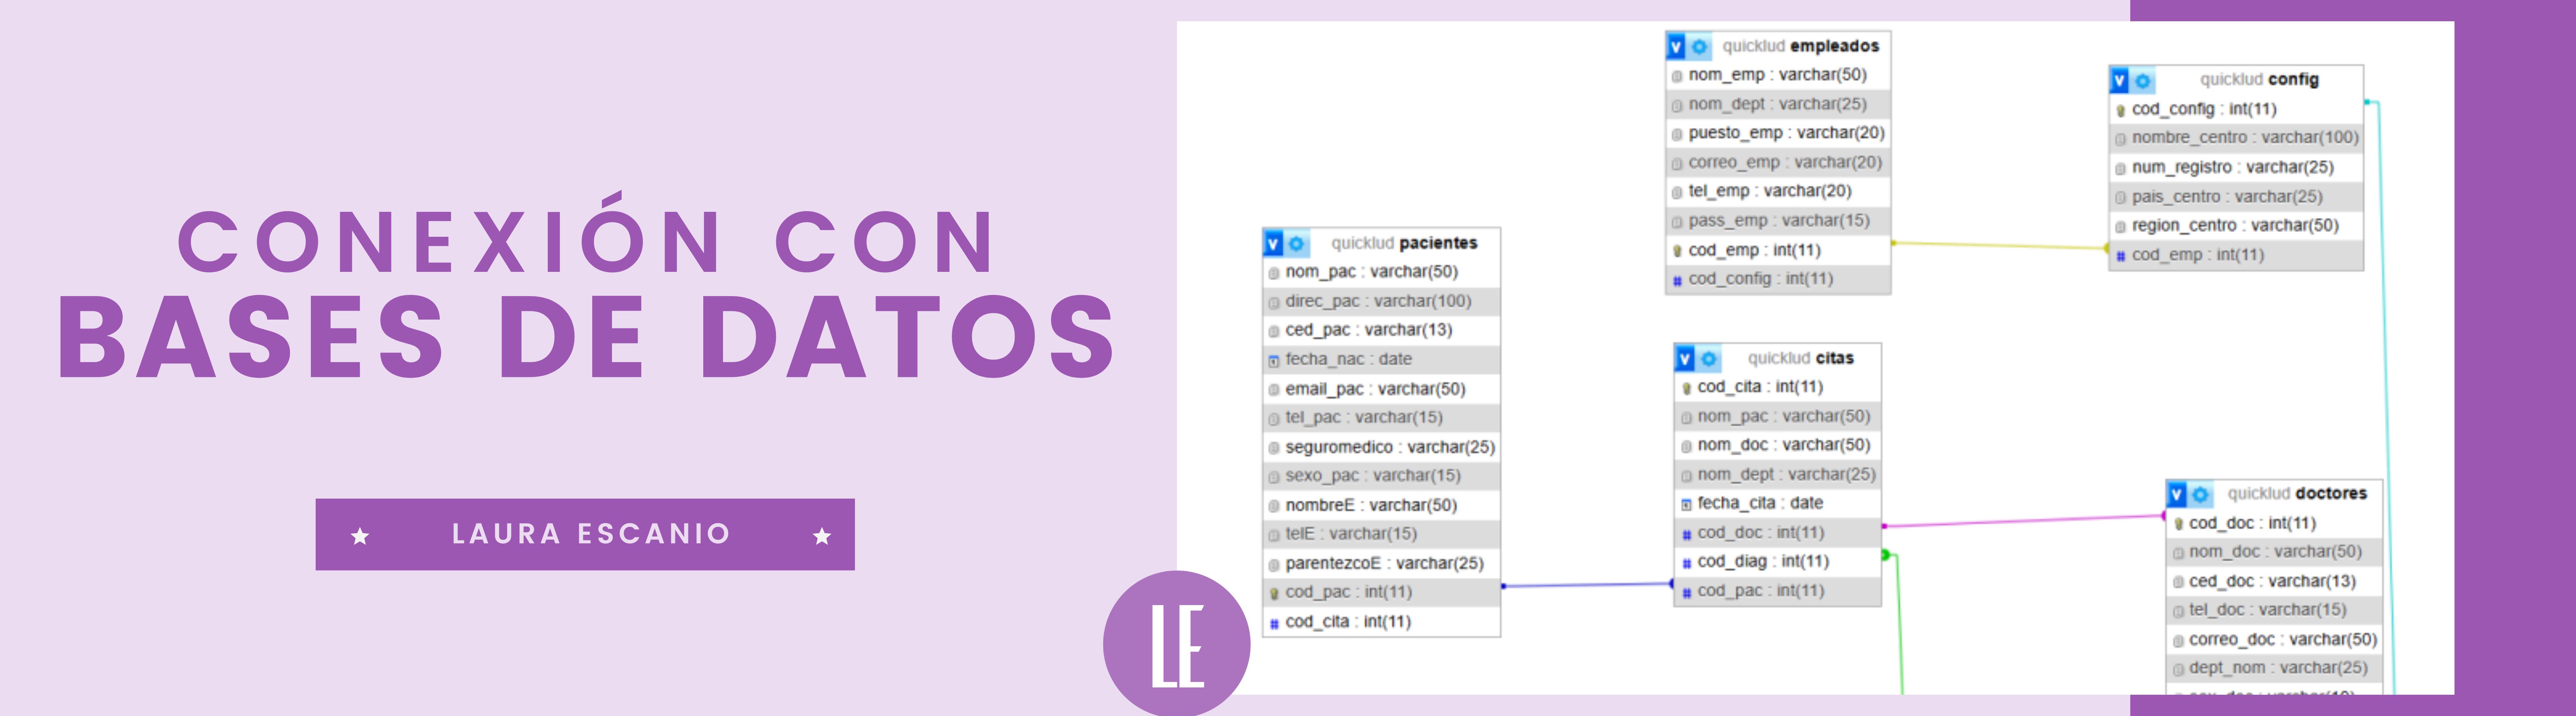 CONEXIÓN CON
BASES DE DATOS
LAURA ESCANIO
LE
quicklud pacientes
nom_pac : varchar(50)
direc_pac : varchar(100)
ced_pac : varchar(13)
fecha_nac : date
email_pac : varchar(50)
tel_pac : varchar(15)
seguromedico : varchar(25)
sexo_pac : varchar(15)
nombreE : varchar(50)
telE : varchar(15)
parentezcoE : varchar(25)
cod_pac : int(11)
cod_cita : int(11)
quicklud empleados
nom_emp : varchar(50)
nom_dept : varchar(25)
puesto_emp : varchar(20)
correo_emp : varchar(20)
tel_emp : varchar(20)
pass_emp : varchar(15)
cod_emp : int(11)
cod_config : int(11)
quicklud citas
cod_cita : int(11)
nom_pac : varchar(50)
nom_doc : varchar(50)
nom_dept : varchar(25)
fecha_cita : date
cod_doc : int(11)
cod_diag : int(11)
cod_pac : int(11)
quicklud config
cod_config : int(11)
nombre_centro : varchar(100)
num_registro : varchar(25)
pais_centro : varchar(25)
region_centro : varchar(50)
cod_emp : int(11)
quicklud doctores
cod_doc : int(11)
nom_doc : varchar(50)
ced_doc : varchar(13)
tel_doc : varchar(15)
correo_doc : varchar(50)
dept_nom : varchar(25)